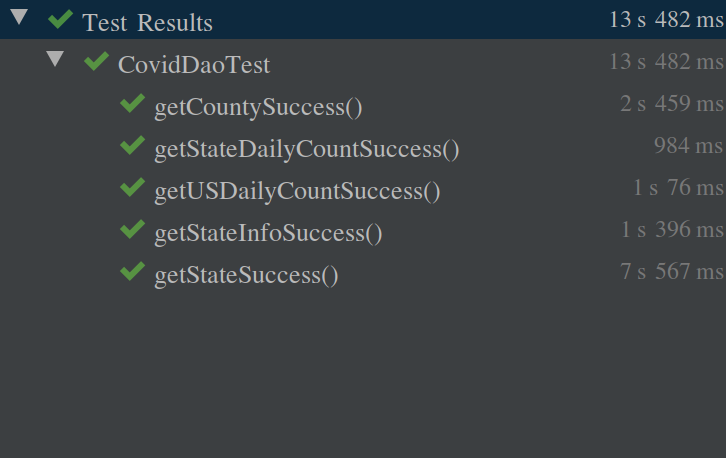 Test Results 13 s 482 ms
CovidDaoTest 13 s 482 ms
getCountySuccess() 2 s 459 ms
getStateDailyCountSuccess() 984 ms
getUSDailyCountSuccess() 1 s 76 ms
getStateInfoSuccess() 1 s 396 ms
getStateSuccess() 7 s 567 ms